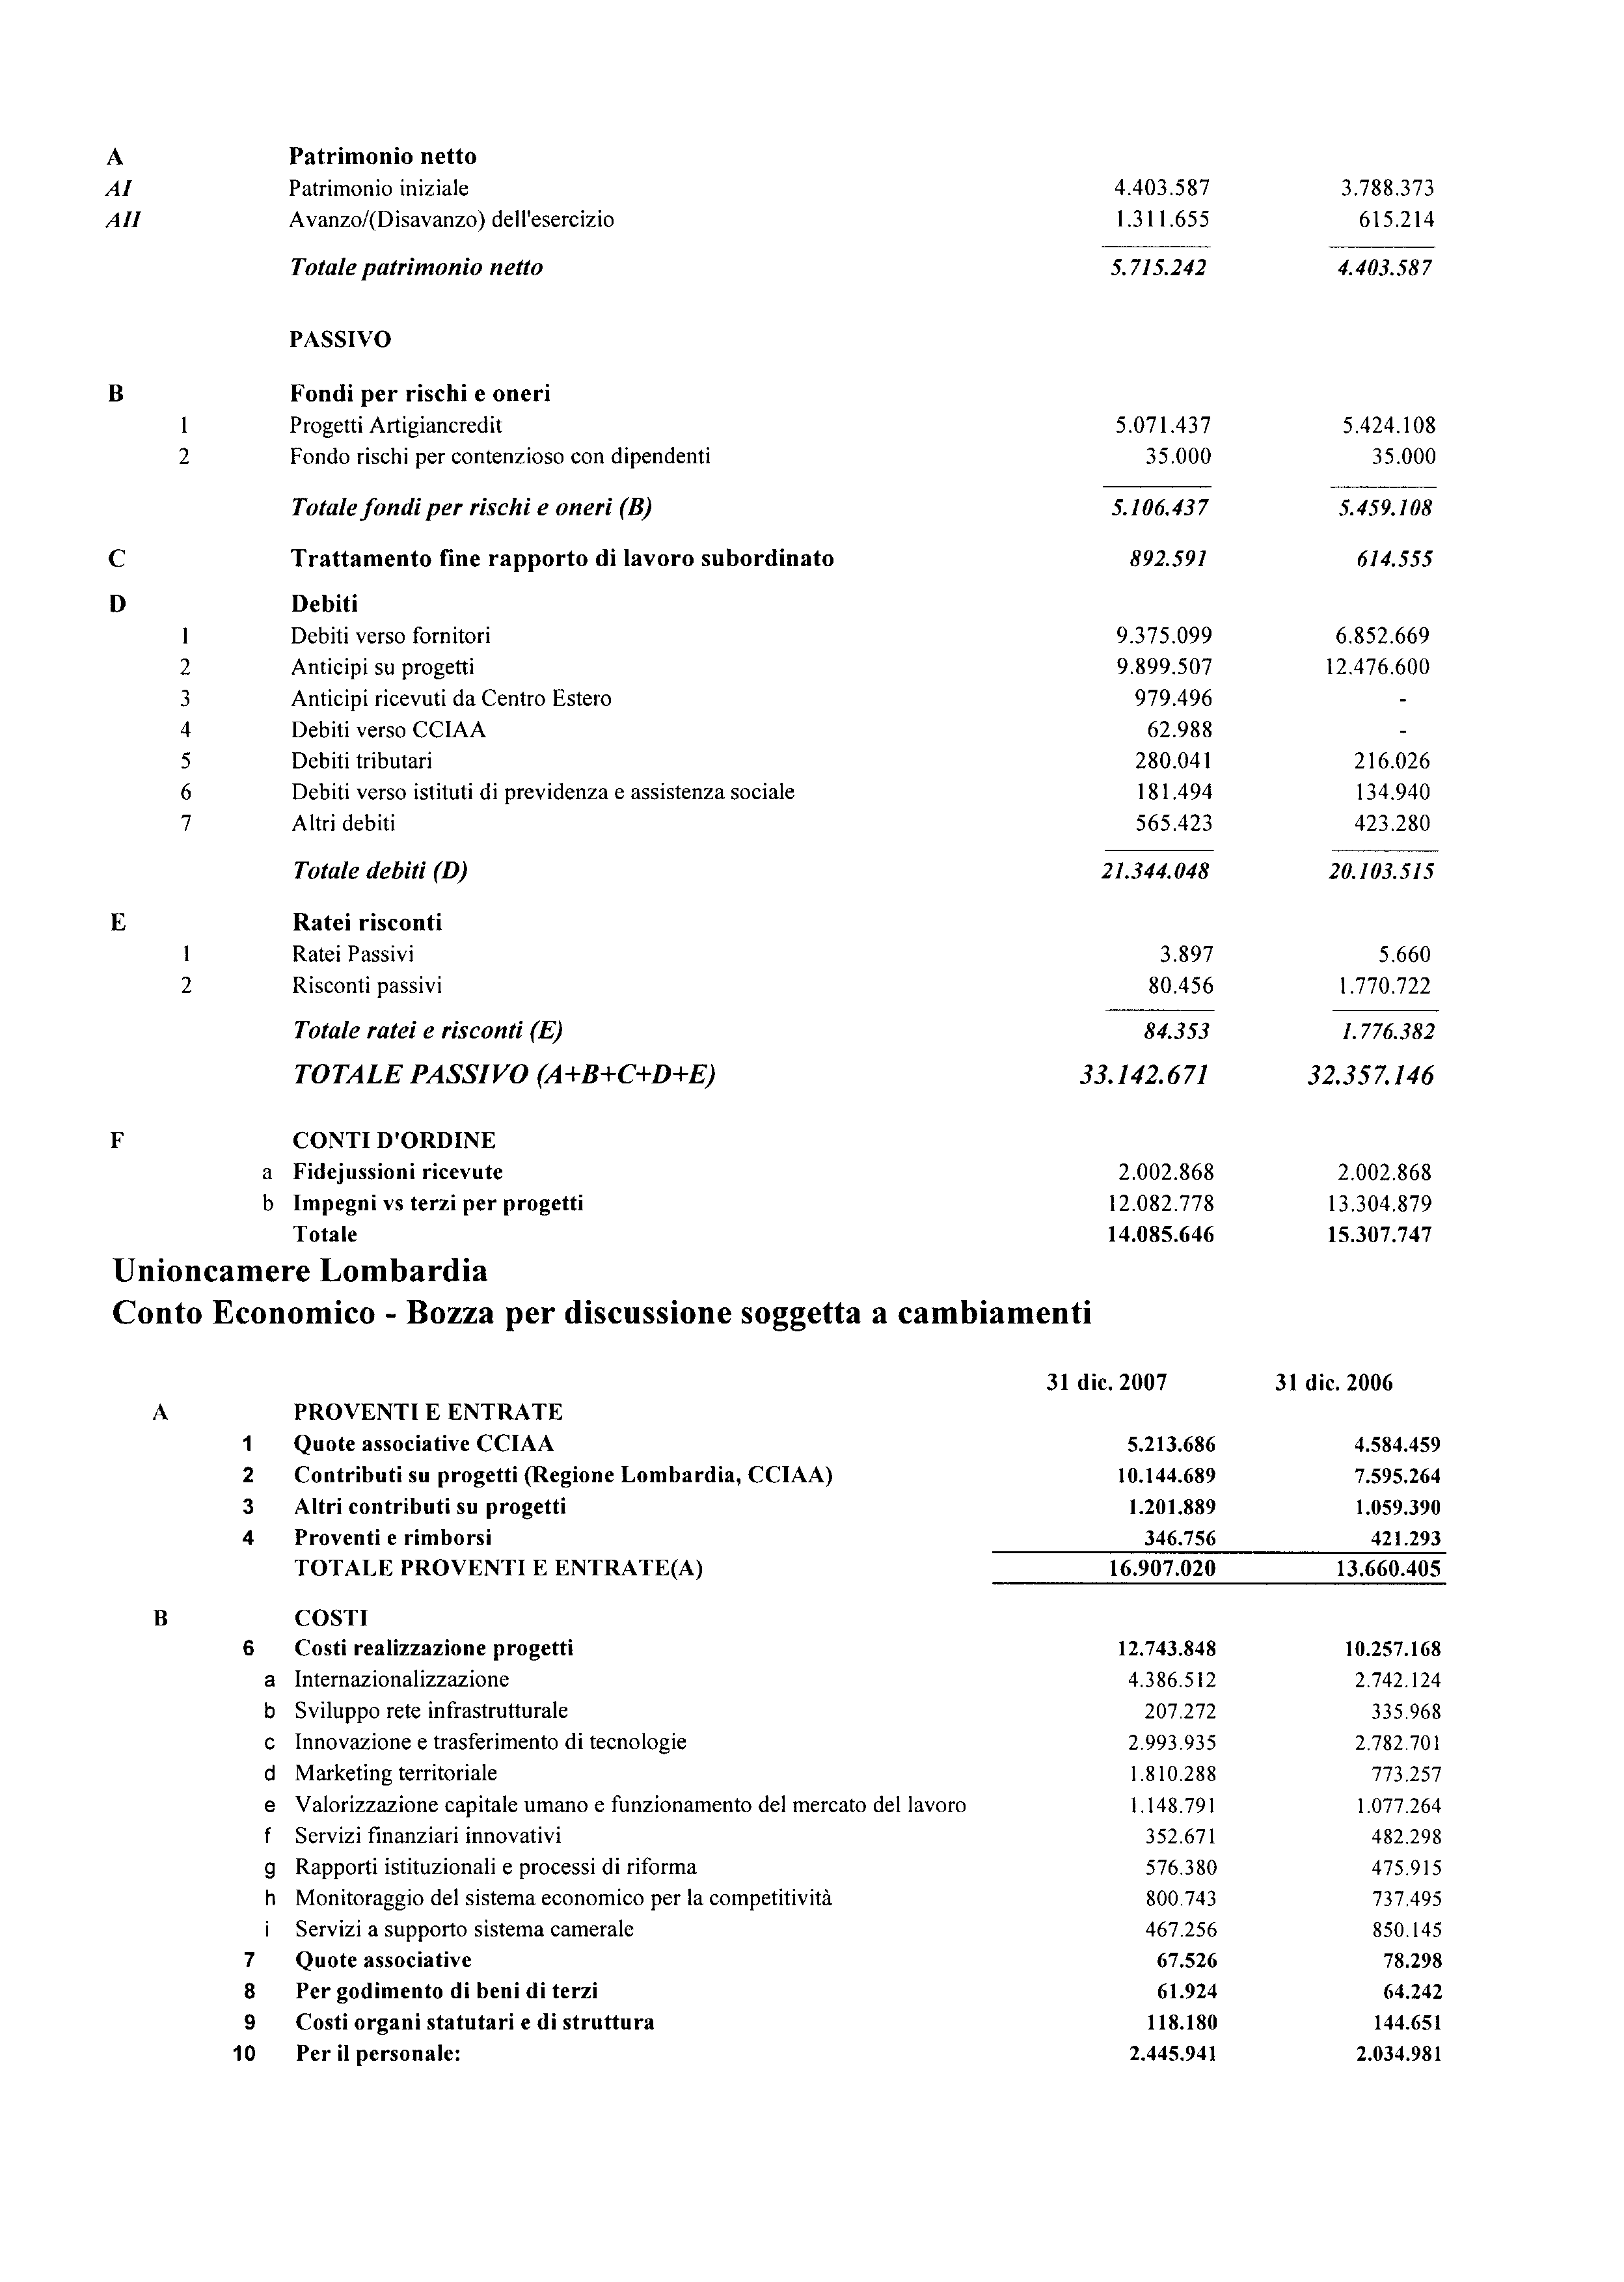 A Patrimonio netto
AI Patrimonio iniziale 4.403.587 3.788.373
AII Avanzo/(Disavanzo) dell'esercizio 1.311.655 615.214
Totale patrimonio netto 5.715.242 4.403.587
PASSIVO
B Fondi per rischi e oneri
1 Progetti Artigiancredit 5.071.437 5.424.108
2 Fondo rischi per contenzioso con dipendenti 35.000 35.000
Totale fondi per rischi e oneri (B) 5.106.437 5.459.108
C Trattamento fine rapporto di lavoro subordinato 892.591 614.555
D Debiti
1 Debiti verso fornitori 9.375.099 6.852.669
2 Anticipi su progetti 9.899.507 12.476.600
3 Anticipi ricevuti da Centro Estero 979.496 -
4 Debiti verso CCIAA 62.988 -
5 Debiti tributari 280.041 216.026
6 Debiti verso istituti di previdenza e assistenza sociale 181.494 134.940
7 Altri debiti 565.423 423.280
Totale debiti (D) 21.344.048 20.103.515
E Ratei risconti
1 Ratei Passivi 3.897 5.660
2 Risconti passivi 80.456 1.770.722
Totale ratei e risconti (E) 84.353 1.776.382
TOTALE PASSIVO (A+B+C+D+E) 33.142.671 32.357.146
F CONTI D'ORDINE
a Fidejussioni ricevute 2.002.868 2.002.868
b Impegni vs terzi per progetti 12.082.778 13.304.879
Totale 14.085.646 15.307.747
Unioncamere Lombardia
Conto Economico - Bozza per discussione soggetta a cambiamenti
31 dic. 2007 31 dic. 2006
A PROVENTI E ENTRATE
1 Quote associative CCIAA 5.213.686 4.584.459
2 Contributi su progetti (Regione Lombardia, CCIAA) 10.144.689 7.595.264
3 Altri contributi su progetti 1.201.889 1.059.390
4 Proventi e rimborsi 346.756 421.293
TOTALE PROVENTI E ENTRATE(A) 16.907.020 13.660.405
B COSTI
6 Costi realizzazione progetti 12.743.848 10.257.168
a Internazionalizzazione 4.386.512 2.742.124
b Sviluppo rete infrastrutturale 207.272 335.968
c Innovazione e trasferimento di tecnologie 2.993.935 2.782.701
d Marketing territoriale 1.810.288 773.257
e Valorizzazione capitale umano e funzionamento del mercato del lavoro 1.148.791 1.077.264
f Servizi finanziari innovativi 352.671 482.298
g Rapporti istituzionali e processi di riforma 576.380 475.915
h Monitoraggio del sistema economico per la competitività 800.743 737.495
i Servizi a supporto sistema camerale 467.256 850.145
7 Quote associative 67.526 78.298
8 Per godimento di beni di terzi 61.924 64.242
9 Costi organi statutari e di struttura 118.180 144.651
10 Per il personale: 2.445.941 2.034.981